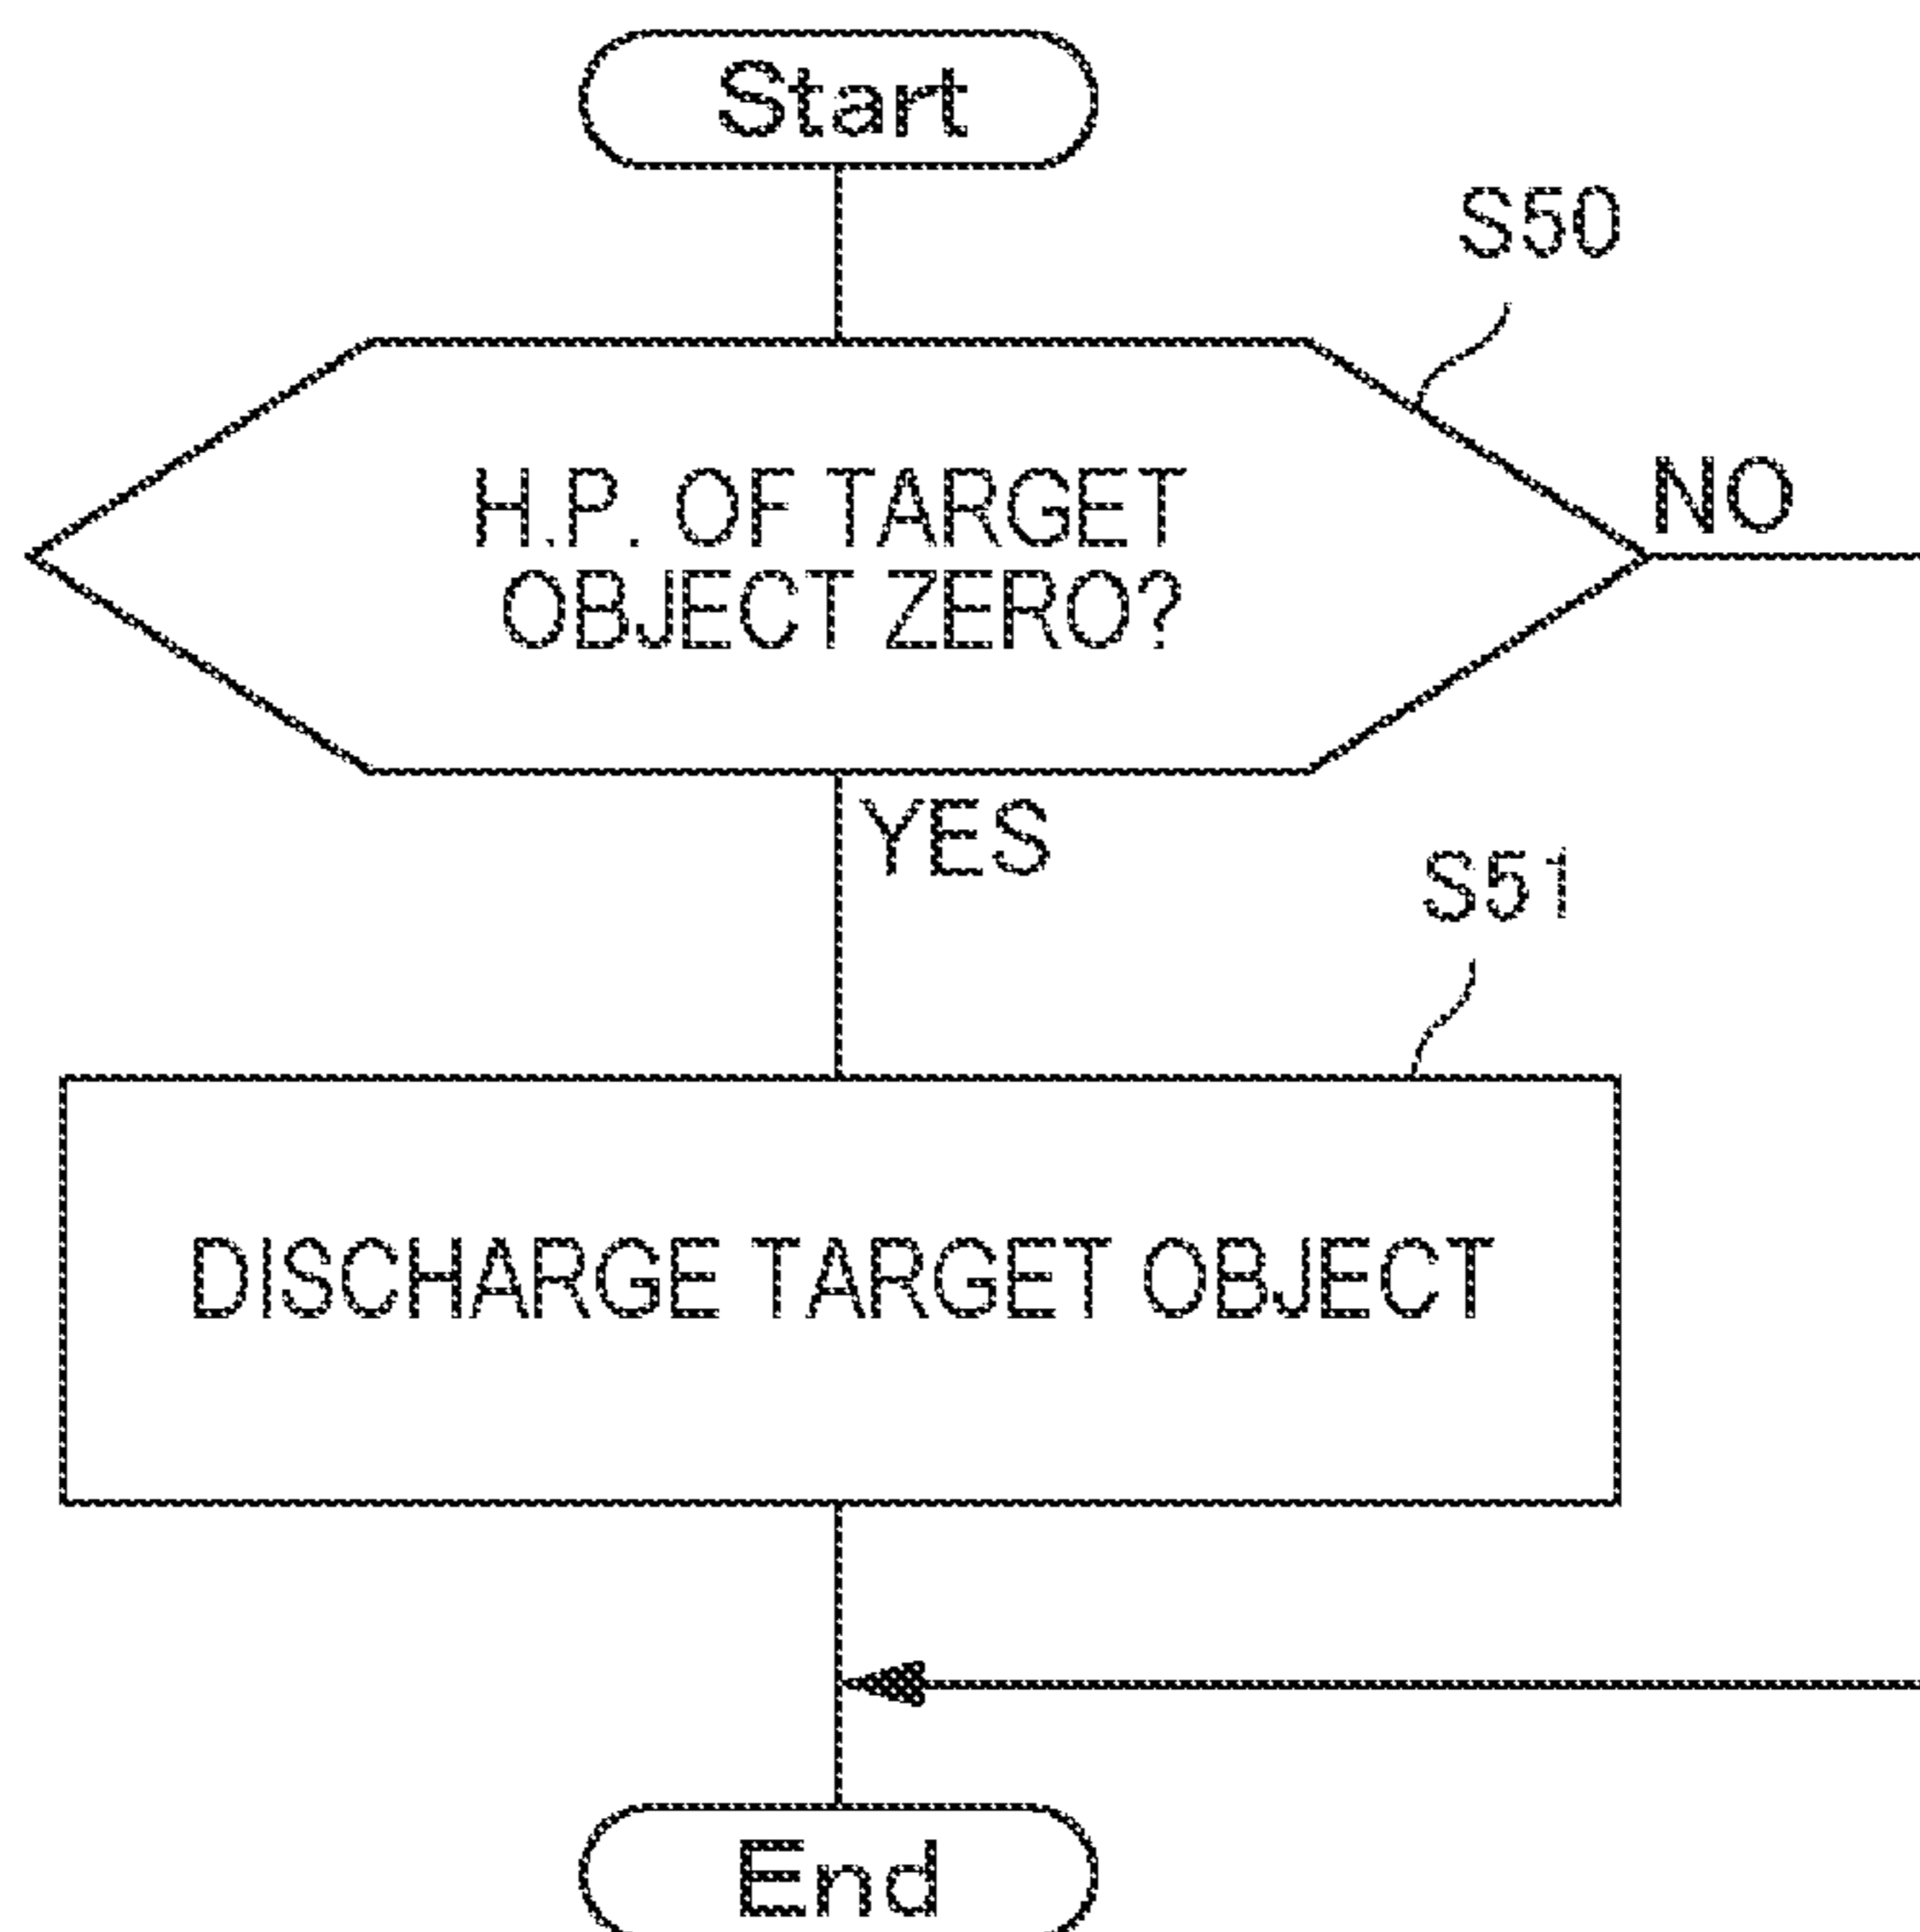 Start
S50
H.P. OF TARGET
OBJECT ZERO?
NO
YES
S51
DISCHARGE TARGET OBJECT
End